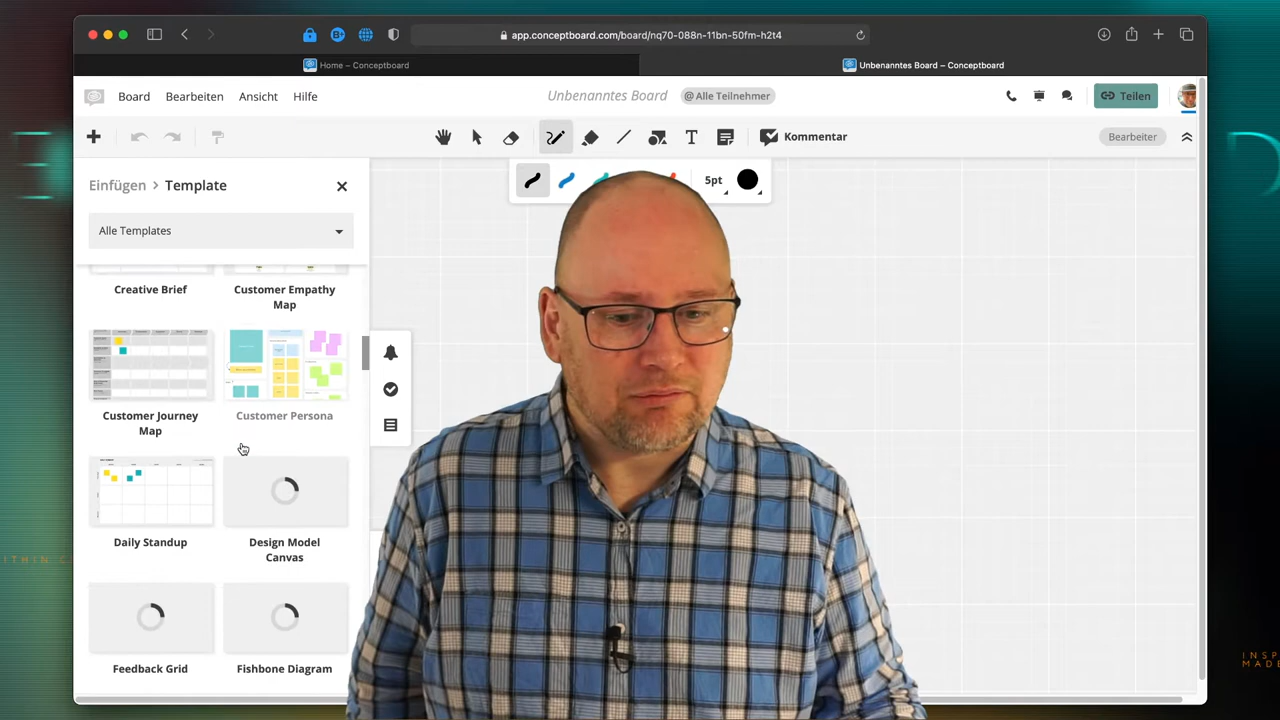 app.conceptboard.com/board/nq70-088n-11bn-50fm-h2t4
Home – Conceptboard
Unbenanntes Board – Conceptboard
Board
Bearbeiten
Ansicht
Hilfe
Unbenanntes Board
@ Alle Teilnehmer
Teilen
Kommentar
Bearbeiter
Einfügen > Template
5pt
Alle Templates
Creative Brief
Customer Empathy
Map
Customer Journey
Map
Customer Persona
Daily Standup
Design Model
Canvas
Feedback Grid
Fishbone Diagram
INSP
MADE